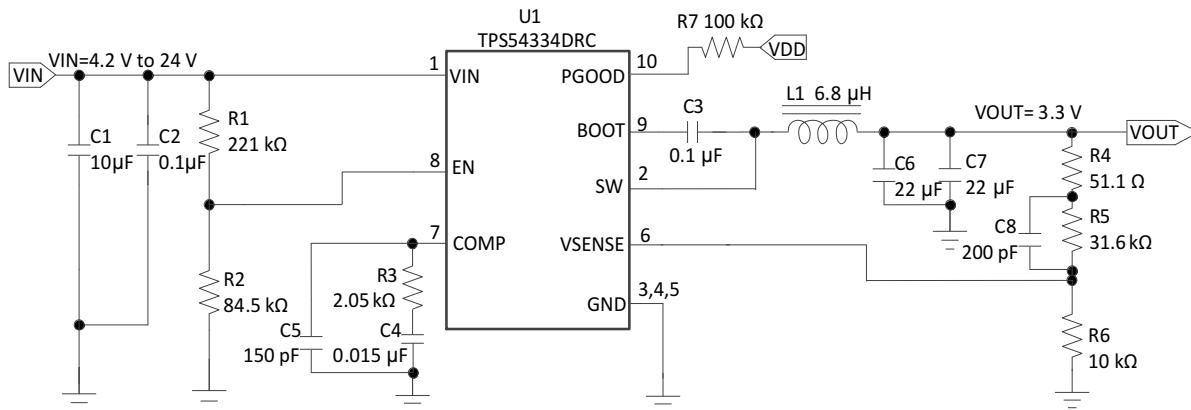 U1
TPS54334DRC
R7 100 kΩ
VDD
VIN
VIN=4.2 V to 24 V
1
VIN
PGOOD
10
C1
10µF
C2
0.1µF
R1
221 kΩ
BOOT
9
C3
0.1 µF
L1 6.8 µH
VOUT= 3.3 V
VOUT
8
EN
SW
2
C6
22 µF
C7
22 µF
R4
51.1 Ω
7
COMP
VSENSE
6
C8
200 pF
R5
31.6 kΩ
R2
84.5 kΩ
R3
2.05 kΩ
GND
3,4,5
C5
150 pF
C4
0.015 µF
R6
10 kΩ